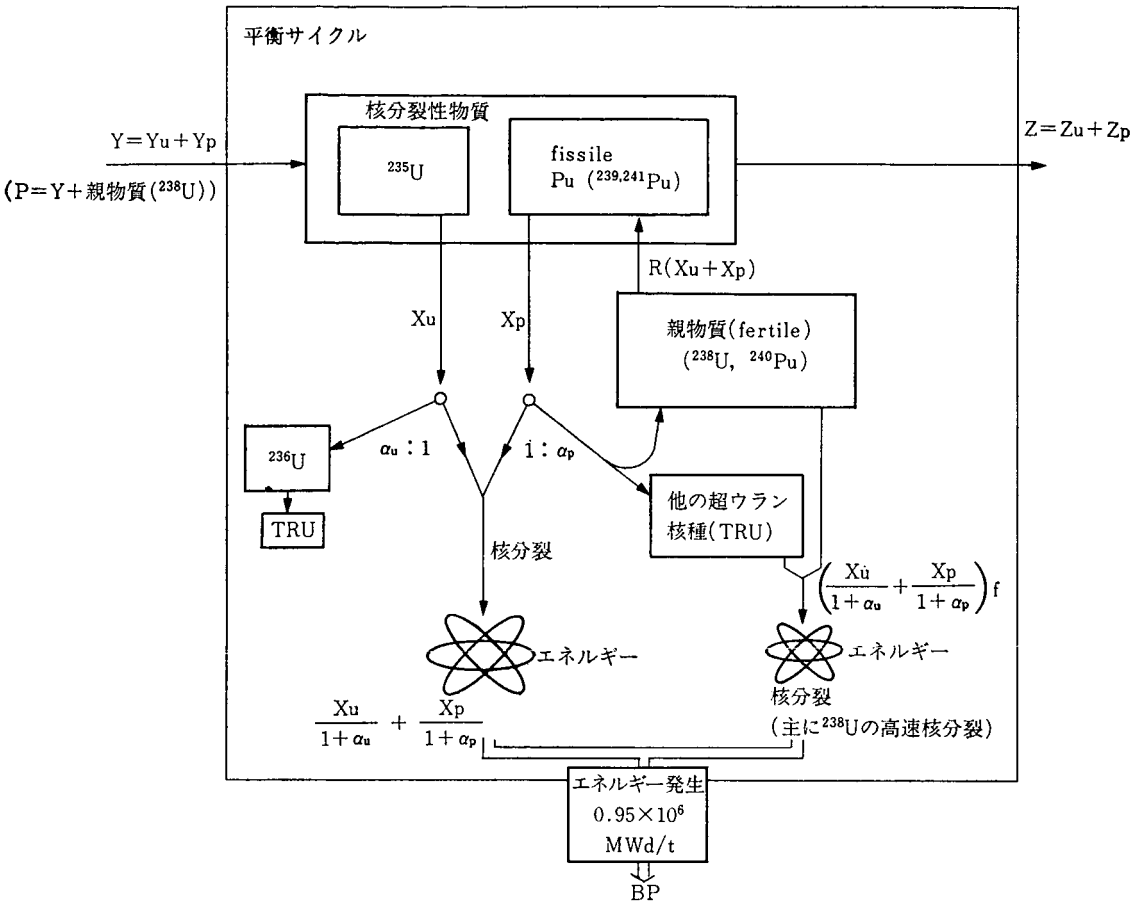 平衡サイクル
核分裂性物質
Y=Yu+Yp
(P=Y+親物質(²³⁸U))
²³⁵U
fissile
Pu (²³⁹,²⁴¹Pu)
Z=Zu+Zp
R(Xu+Xp)
Xu
Xp
親物質(fertile)
(²³⁸U, ²⁴⁰Pu)
αu:1
1:αp
²³⁶U
TRU
他の超ウラン
核種(TRU)
核分裂
(Xu/(1+αu) + Xp/(1+αp)) f
エネルギー
エネルギー
核分裂
(主に²³⁸Uの高速核分裂)
Xu/(1+αu) + Xp/(1+αp)
エネルギー発生
0.95×10⁶
MWd/t
BP